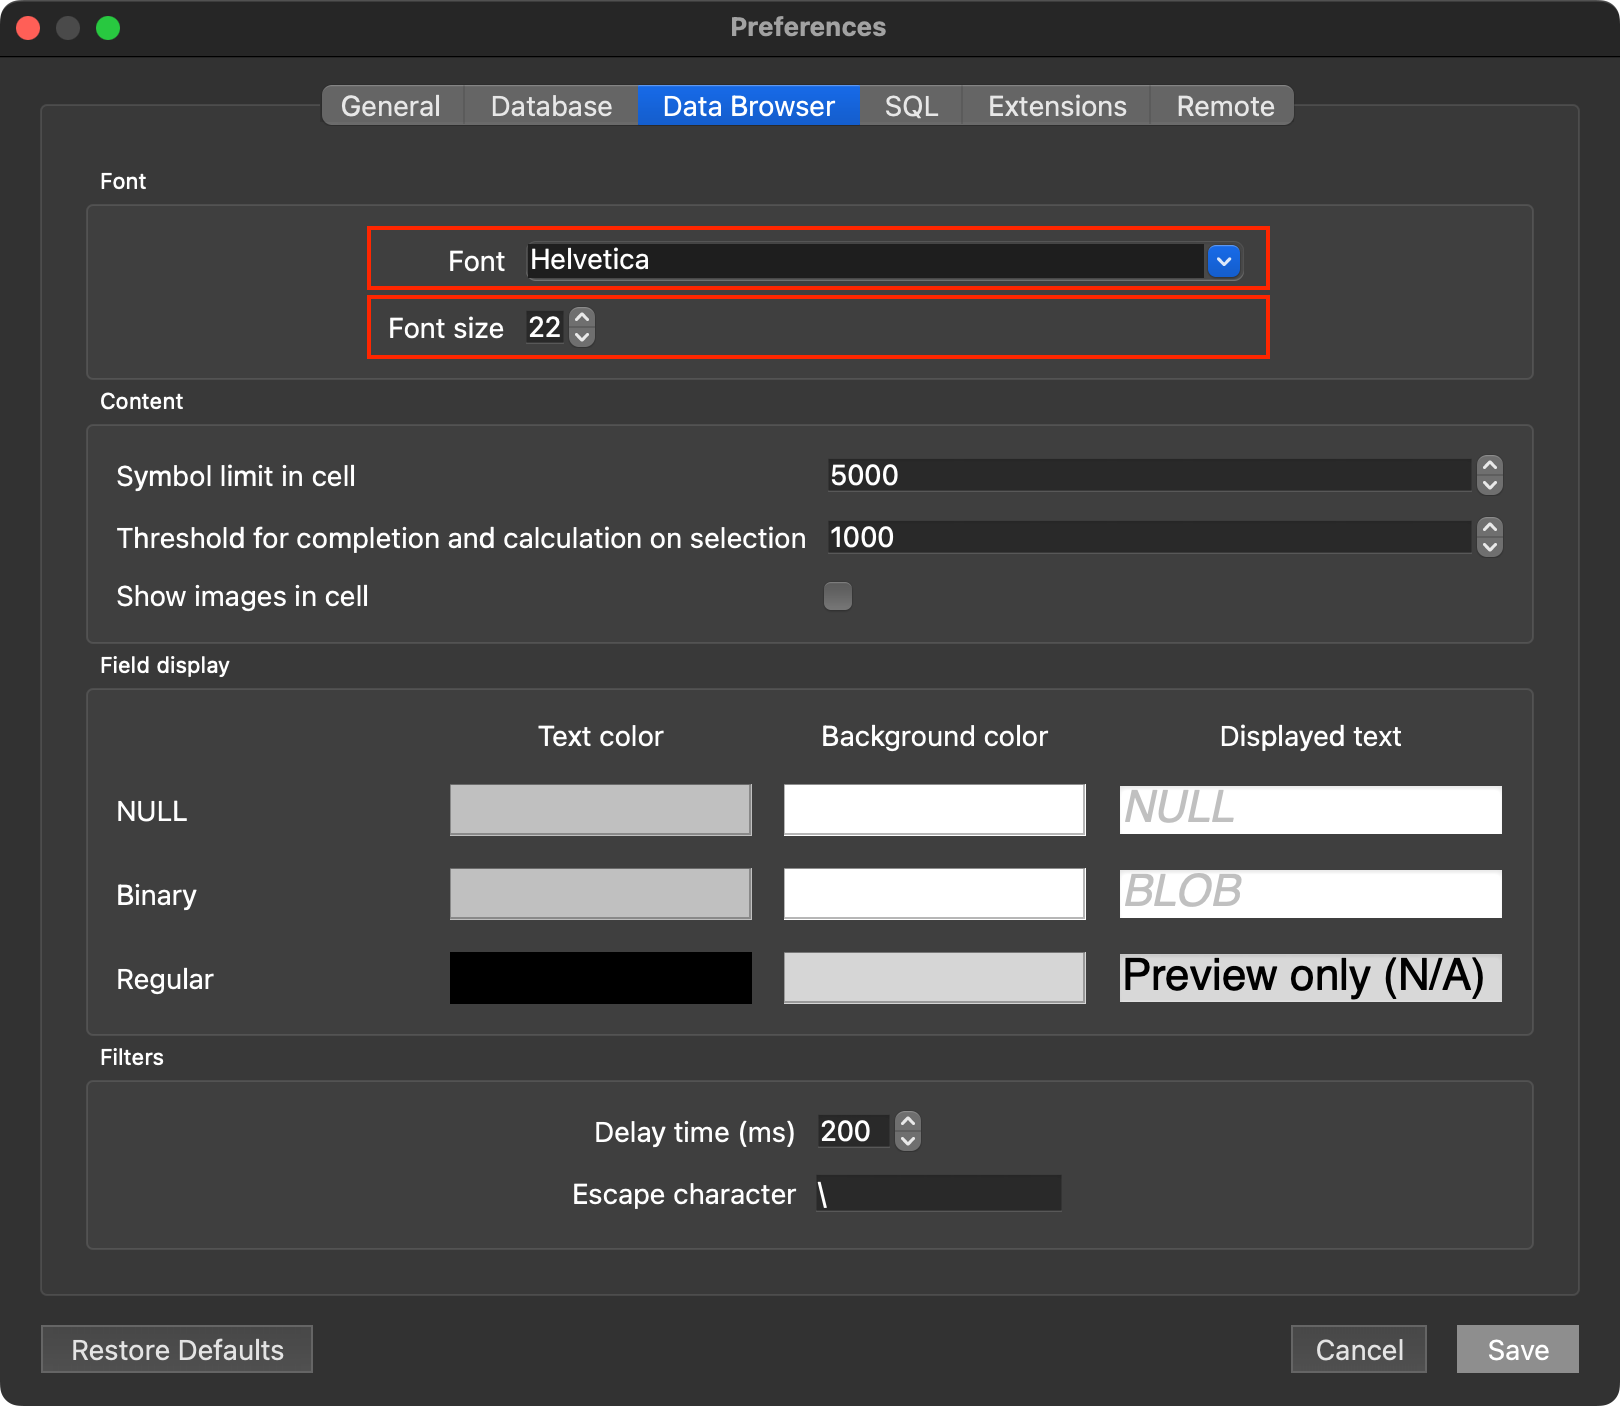 Preferences
General Database Data Browser SQL Extensions Remote
Font
Font Helvetica
Font size 22
Content
Symbol limit in cell 5000
Threshold for completion and calculation on selection 1000
Show images in cell
Field display
Text color Background color Displayed text
NULL NULL
Binary BLOB
Regular Preview only (N/A)
Filters
Delay time (ms) 200
Escape character \
Restore Defaults Cancel Save